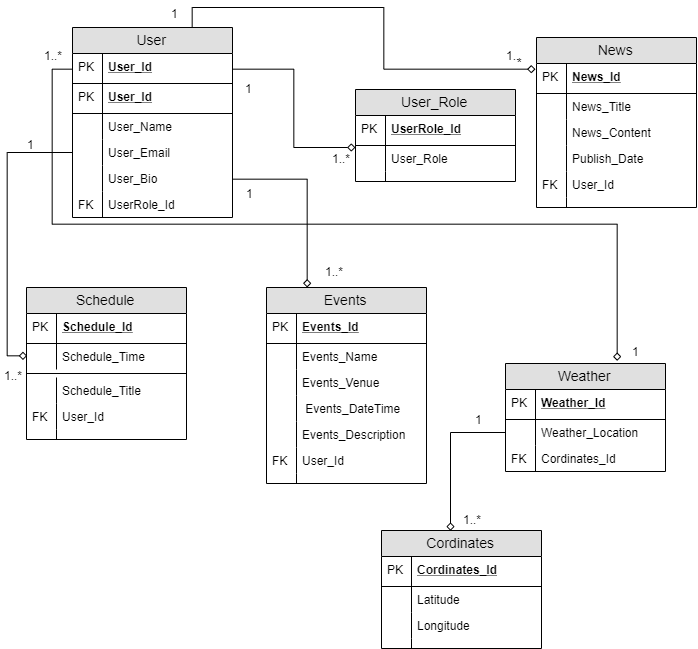 1
User
1..*
PK User_Id
PK User_Id
User_Name
User_Email
User_Bio
FK UserRole_Id
1
1
1
1..*
News
PK News_Id
News_Title
News_Content
Publish_Date
FK User_Id
User_Role
PK UserRole_Id
User_Role
1..*
1..*
Schedule
PK Schedule_Id
Schedule_Time
Schedule_Title
FK User_Id
1..*
Events
PK Events_Id
Events_Name
Events_Venue
Events_DateTime
Events_Description
FK User_Id
1
Weather
PK Weather_Id
Weather_Location
FK Cordinates_Id
1
1..*
Cordinates
PK Cordinates_Id
Latitude
Longitude